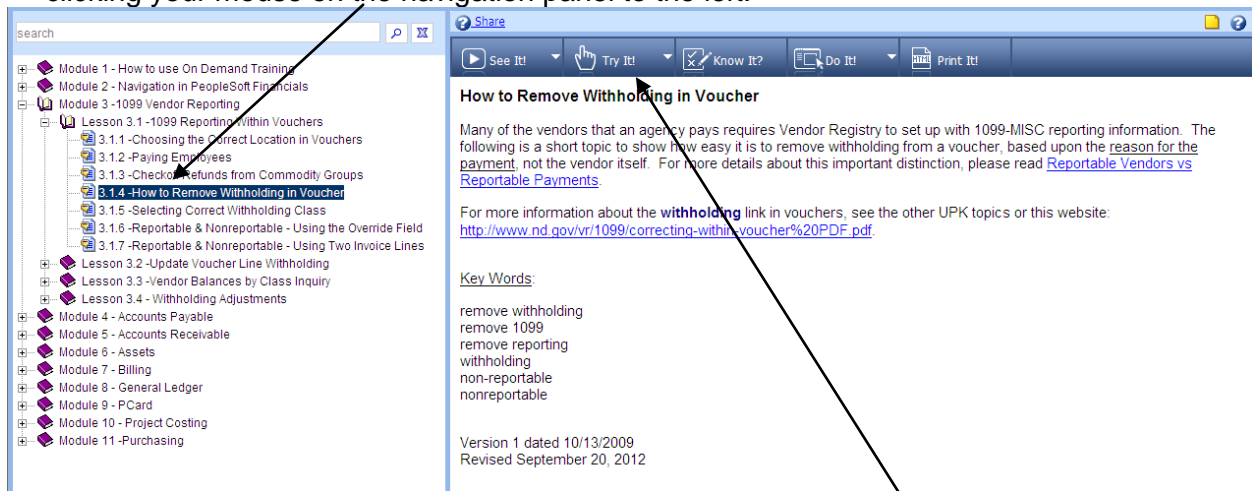 clicking your mouse on the navigation panel to the left.
search
Module 1 - How to use On Demand Training
Module 2 - Navigation in PeopleSoft Financials
Module 3 -1099 Vendor Reporting
Lesson 3.1 -1099 Reporting Within Vouchers
3.1.1 -Choosing the Correct Location in Vouchers
3.1.2 -Paying Employees
3.1.3 -Checkoff Refunds from Commodity Groups
3.1.4 -How to Remove Withholding in Voucher
3.1.5 -Selecting Correct Withholding Class
3.1.6 -Reportable & Nonreportable - Using the Override Field
3.1.7 -Reportable & Nonreportable - Using Two Invoice Lines
Lesson 3.2 -Update Voucher Line Withholding
Lesson 3.3 -Vendor Balances by Class Inquiry
Lesson 3.4 - Withholding Adjustments
Module 4 - Accounts Payable
Module 5 - Accounts Receivable
Module 6 - Assets
Module 7 - Billing
Module 8 - General Ledger
Module 9 - PCard
Module 10 - Project Costing
Module 11 -Purchasing
Share
See It! Try It! Know It? Do It! Print It!
How to Remove Withholding in Voucher
Many of the vendors that an agency pays requires Vendor Registry to set up with 1099-MISC reporting information. The
following is a short topic to show how easy it is to remove withholding from a voucher, based upon the reason for the
payment, not the vendor itself. For more details about this important distinction, please read Reportable Vendors vs
Reportable Payments.
For more information about the withholding link in vouchers, see the other UPK topics or this website:
http://www.nd.gov/vr/1099/correcting-within-voucher%20PDF.pdf.
Key Words:
remove withholding
remove 1099
remove reporting
withholding
non-reportable
nonreportable
Version 1 dated 10/13/2009
Revised September 20, 2012